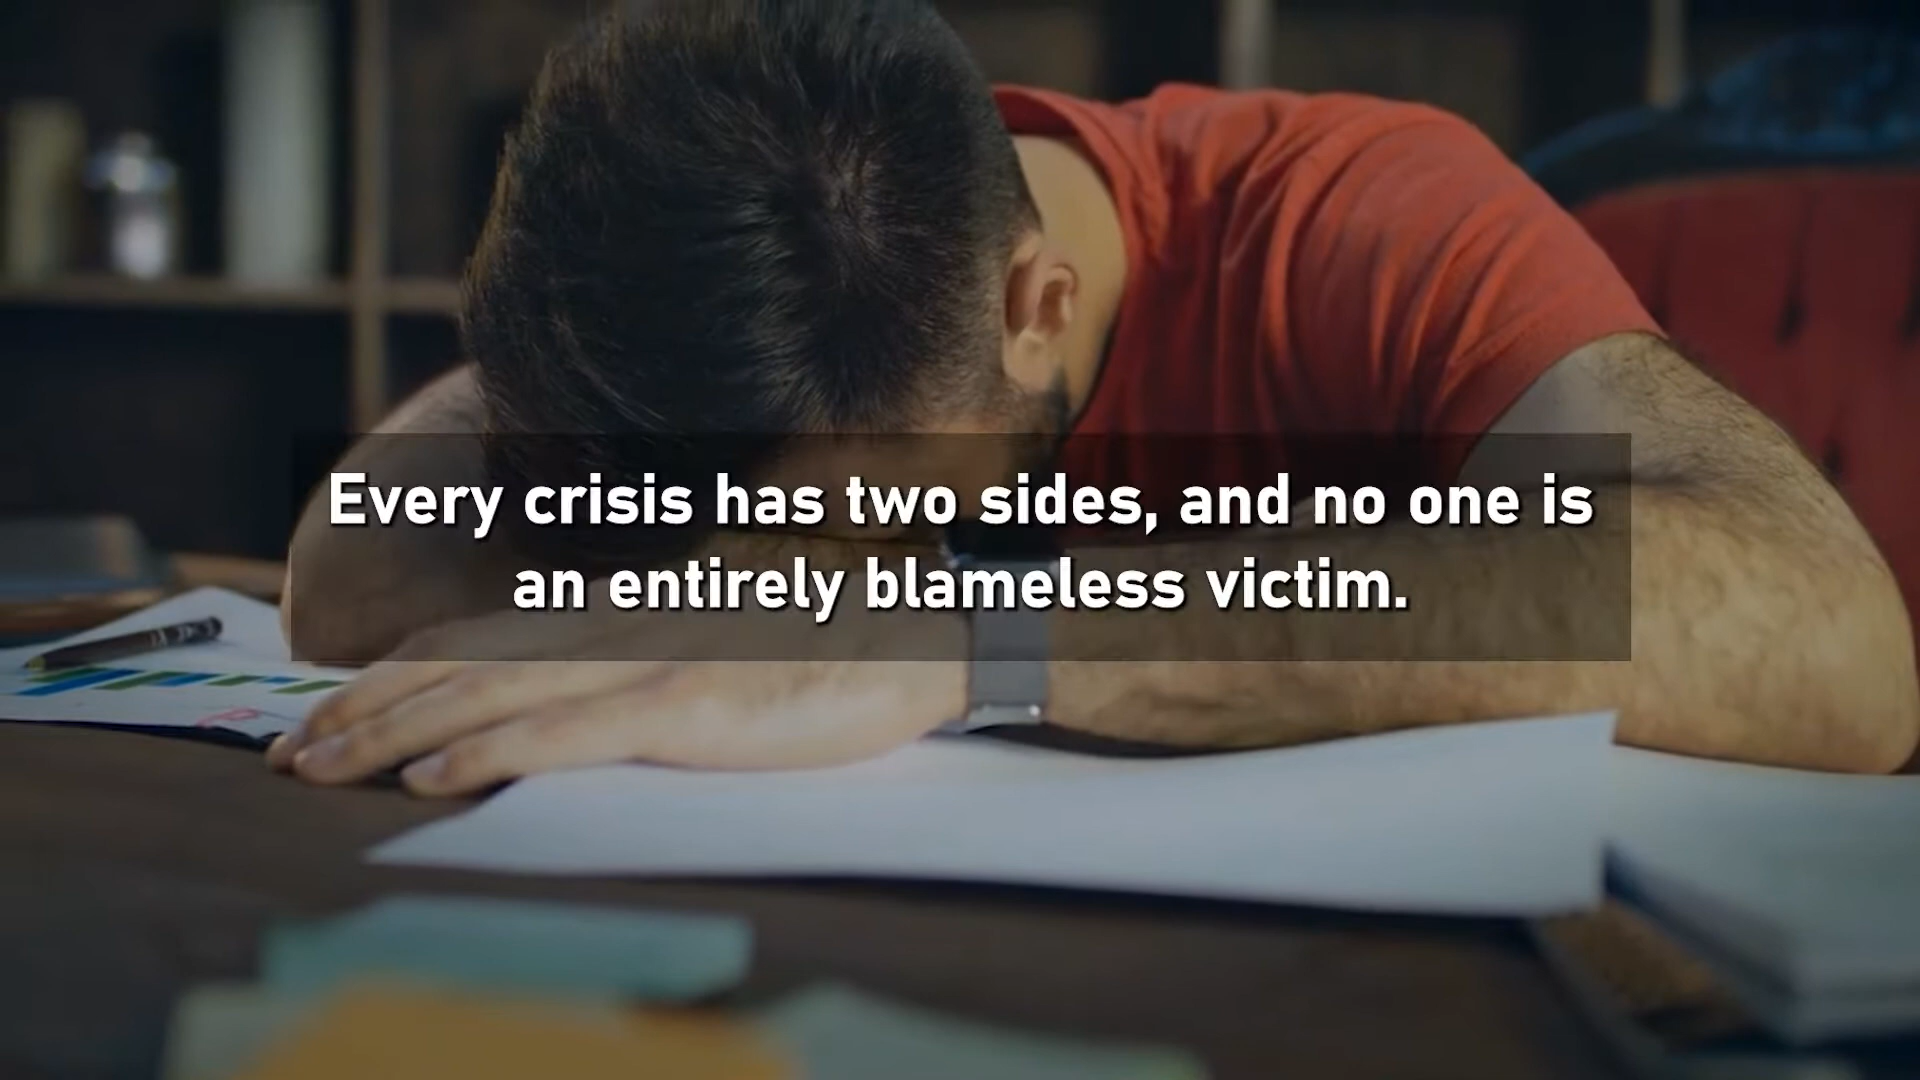 Every crisis has two sides, and no one is
an entirely blameless victim.